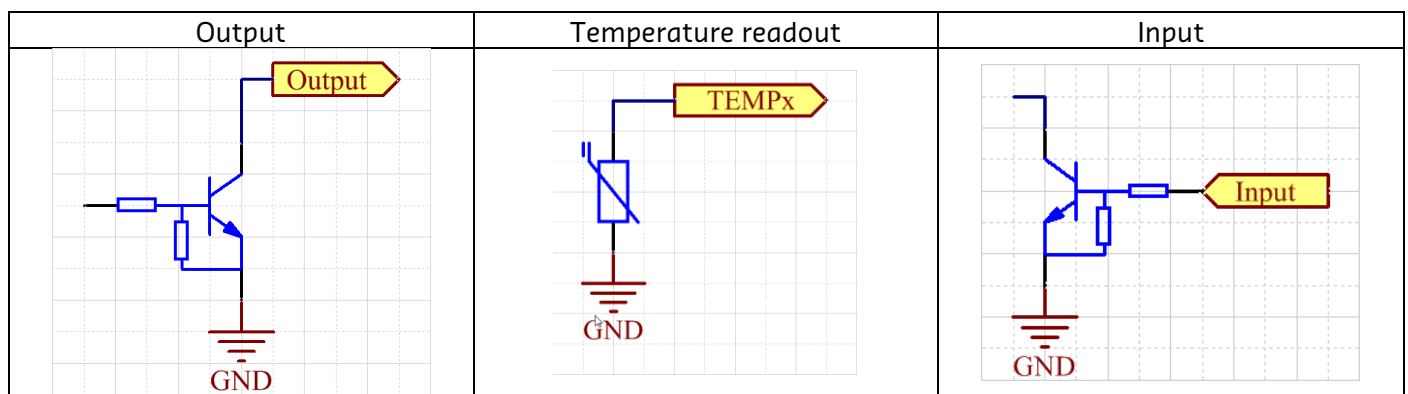 Output
Temperature readout
Input
Output
GND
TEMPx
GND
Input
GND